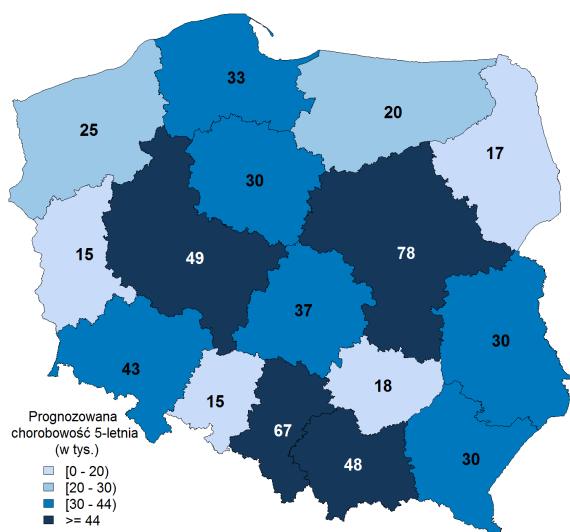 33
25
20
17
30
15
49
78
37
30
43
15
18
67
48
30
Prognozowana
chorobowość 5-letnia
(w tys.)
[0 - 20)
[20 - 30)
[30 - 44)
>= 44